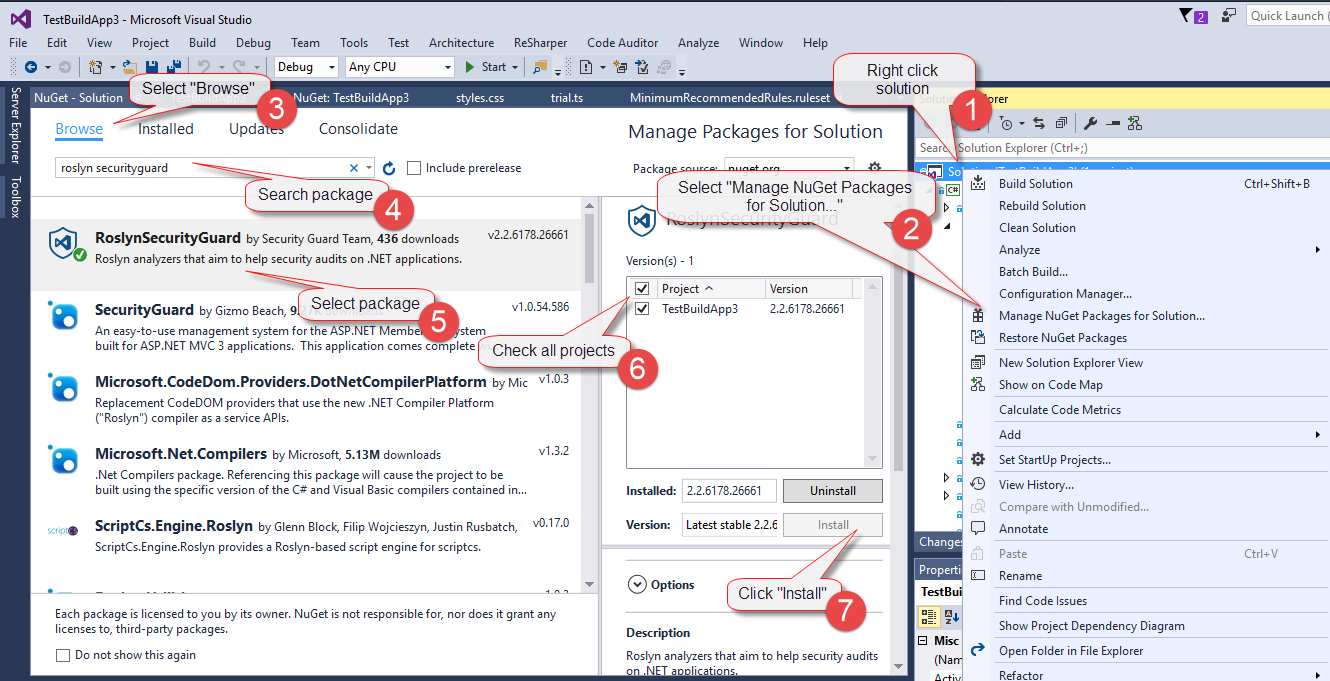 TestBuildApp3 - Microsoft Visual Studio
2
Quick Launch (
File Edit View Project Build Debug Team Tools Test Architecture ReSharper Code Auditor Analyze Window Help
Debug Any CPU Start
Server Explorer
Toolbox
NuGet - Solution NuGet: TestBuildApp3 styles.css trial.ts MinimumRecommendedRules.ruleset
Select "Browse"
3
Right click
solution
1
Browse Installed Updates Consolidate
roslyn securityguard
Include prerelease
Search package
4
Manage Packages for Solution
Package source: nuget.org
Select "Manage NuGet Packages
for Solution..."
2
Solution Explorer (Ctrl+;)
RoslynSecurityGuard by Security Guard Team, 436 downloads v2.2.6178.26661
Roslyn analyzers that aim to help security audits on .NET applications.
Select package
5
SecurityGuard by Gizmo Beach, v1.0.54.586
An easy-to-use management system for the ASP.NET
built for ASP.NET MVC 3 applications. This application comes complete
Microsoft.CodeDom.Providers.DotNetCompilerPlatform by Mic v1.0.3
Replacement CodeDOM providers that use the new .NET Compiler Platform
("Roslyn") compiler as a service APIs.
Microsoft.Net.Compilers by Microsoft, 5.13M downloads v1.3.2
.Net Compilers package. Referencing this package will cause the project to be
built using the specific version of the C# and Visual Basic compilers contained in...
ScriptCs.Engine.Roslyn by Glenn Block, Filip Wojcieszyn, Justin Rusbatch, v0.17.0
ScriptCs.Engine.Roslyn provides a Roslyn-based script engine for scriptcs.
Each package is licensed to you by its owner. NuGet is not responsible for, nor does it grant any
licenses to, third-party packages.
Do not show this again
RoslynSecurityGuard
Version(s) - 1
Project Version
TestBuildApp3 2.2.6178.26661
Check all projects
6
Installed: 2.2.6178.26661 Uninstall
Version: Latest stable 2.2.6 Install
Options
Click "Install"
7
Description
Roslyn analyzers that aim to help security audits
on .NET applications.
C#
Build Solution Ctrl+Shift+B
Rebuild Solution
Clean Solution
Analyze
Batch Build...
Configuration Manager...
Manage NuGet Packages for Solution...
Restore NuGet Packages
New Solution Explorer View
Show on Code Map
Calculate Code Metrics
Add
Set StartUp Projects...
View History...
Compare with Unmodified...
Annotate
Paste Ctrl+V
Rename
Find Code Issues
Show Project Dependency Diagram
Open Folder in File Explorer
Refactor
Changes
Properti
TestBui
Misc
(Nam
Activ